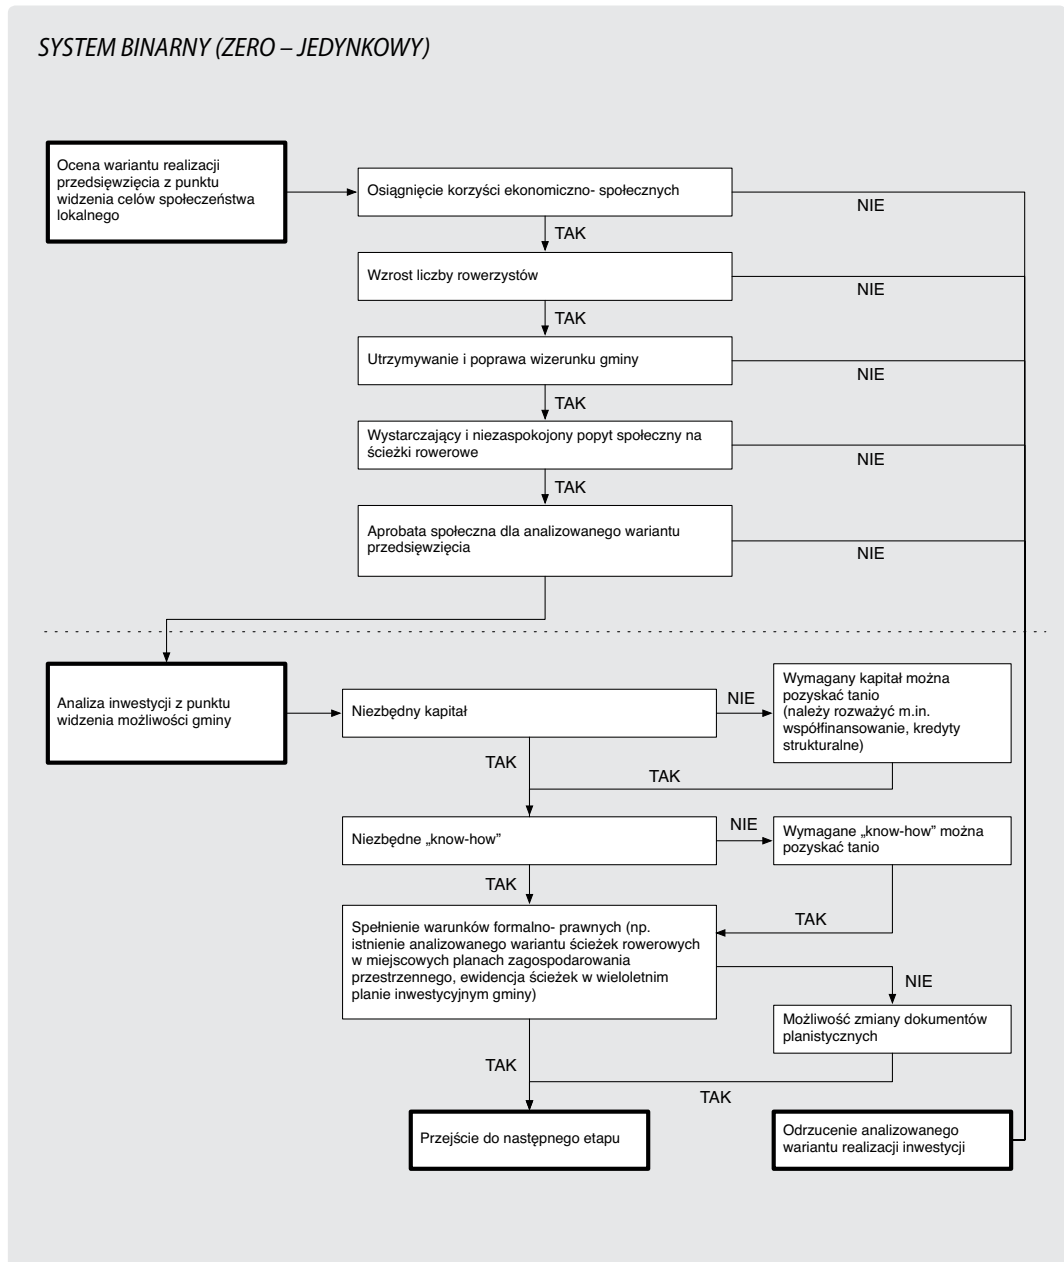 SYSTEM BINARNY (ZERO – JEDYNKOWY)
Ocena wariantu realizacji
przedsięwzięcia z punktu
widzenia celów społeczeństwa
lokalnego
Osiągnięcie korzyści ekonomiczno- społecznych
NIE
TAK
Wzrost liczby rowerzystów
NIE
TAK
Utrzymywanie i poprawa wizerunku gminy
NIE
TAK
Wystarczający i niezaspokojony popyt społeczny na
ścieżki rowerowe
NIE
TAK
Aprobata społeczna dla analizowanego wariantu
przedsięwzięcia
NIE
Analiza inwestycji z punktu
widzenia możliwości gminy
Niezbędny kapitał
NIE
Wymagany kapitał można
pozyskać tanio
(należy rozważyć m.in.
współfinansowanie, kredyty
strukturalne)
TAK
TAK
Niezbędne „know-how”
NIE
Wymagane „know-how” można
pozyskać tanio
TAK
TAK
Spełnienie warunków formalno- prawnych (np.
istnienie analizowanego wariantu ścieżek rowerowych
w miejscowych planach zagospodarowania
przestrzennego, ewidencja ścieżek w wieloletnim
planie inwestycyjnym gminy)
NIE
Możliwość zmiany dokumentów
planistycznych
TAK
TAK
Przejście do następnego etapu
Odrzucenie analizowanego
wariantu realizacji inwestycji